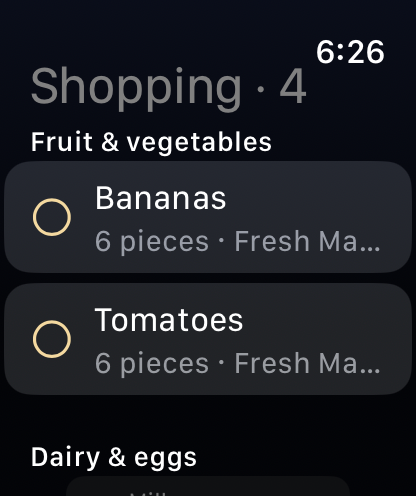 6:26
Shopping · 4
Fruit & vegetables
Bananas
6 pieces · Fresh Ma...
Tomatoes
6 pieces · Fresh Ma...
Dairy & eggs